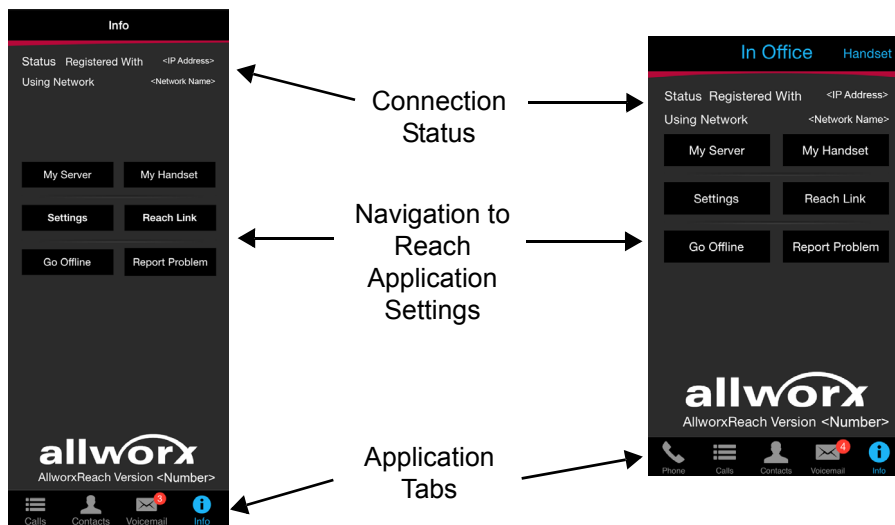 Info
Status Registered With <IP Address>
Using Network <Network Name>
My Server My Handset
Settings Reach Link
Go Offline Report Problem
allworx
AllworxReach Version <Number>
3
Calls Contacts Voicemail Info
Connection
Status
Navigation to
Reach
Application
Settings
Application
Tabs
In Office Handset
Status Registered With <IP Address>
Using Network <Network Name>
My Server My Handset
Settings Reach Link
Go Offline Report Problem
allworx
AllworxReach Version <Number>
4
Phone Calls Contacts Voicemail Info